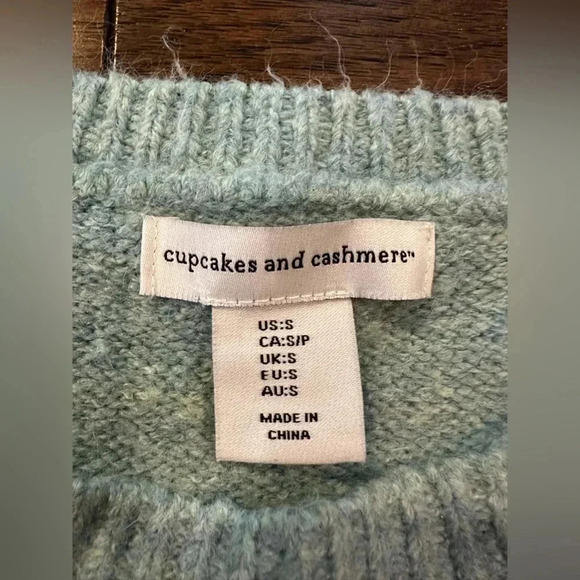 cupcakes and cashmere™
US:S
CA:S/P
UK:S
EU:S
AU:S
MADE IN
CHINA